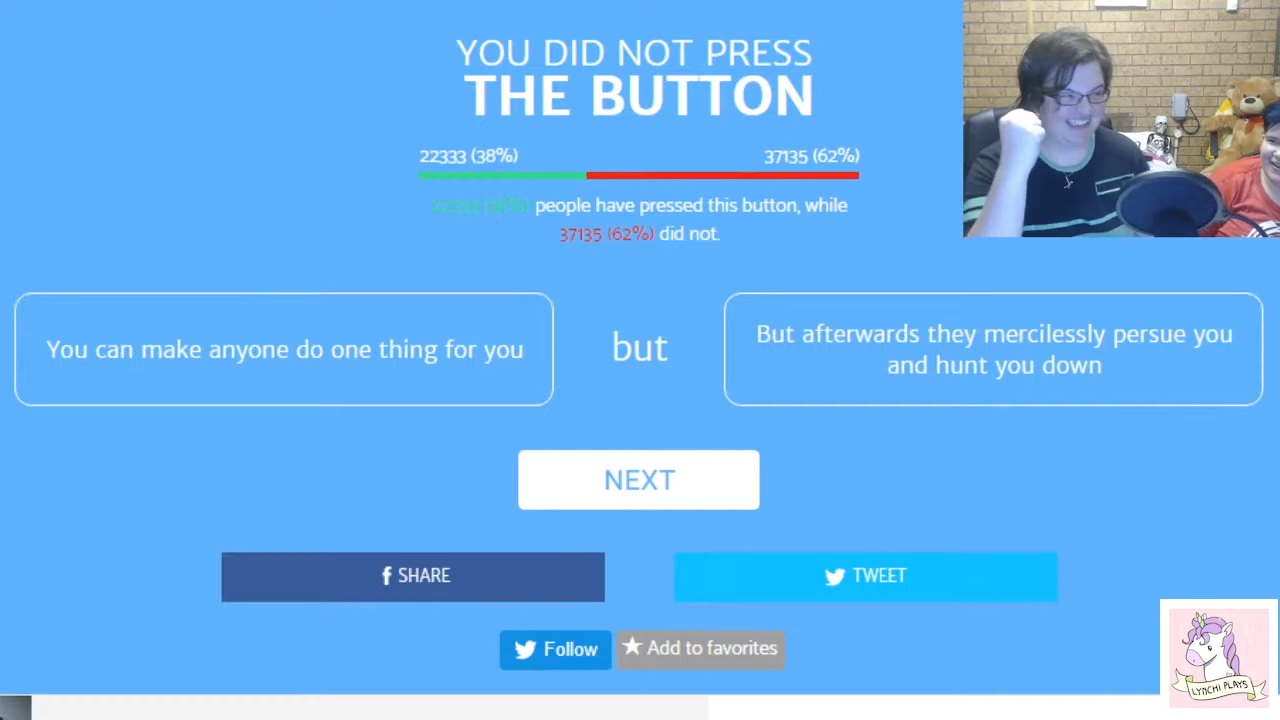 YOU DID NOT PRESS
THE BUTTON
22333 (38%)
37135 (62%)
22333 (38%) people have pressed this button, while
37135 (62%) did not.
You can make anyone do one thing for you
but
But afterwards they mercilessly persue you
and hunt you down
NEXT
f SHARE
TWEET
Follow
Add to favorites
LYNCHI PLAYS